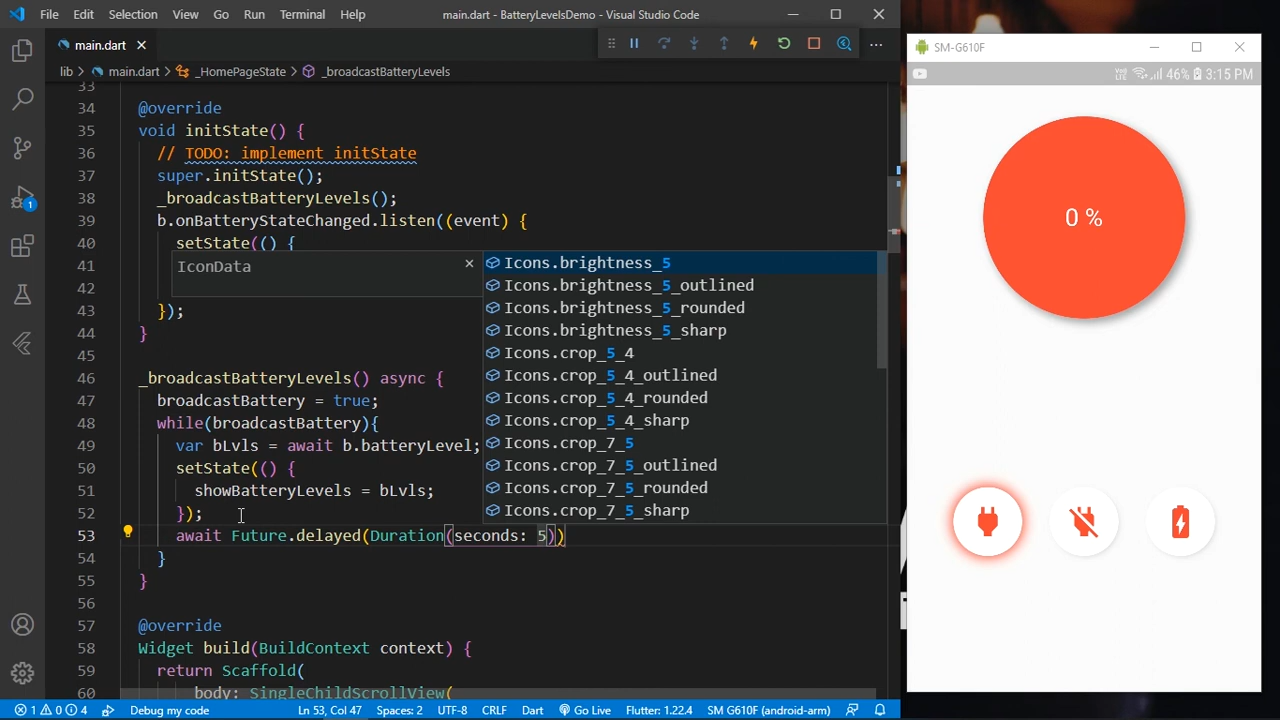 File Edit Selection View Go Run Terminal Help
main.dart - BatteryLevelsDemo - Visual Studio Code
main.dart
lib > main.dart > _HomePageState > _broadcastBatteryLevels
33
34 @override
35 void initState() {
36 // TODO: implement initState
37 super.initState();
38 _broadcastBatteryLevels();
39 b.onBatteryStateChanged.listen((event) {
40 setState(() {
41
42
43 });
44 }
45
46 _broadcastBatteryLevels() async {
47 broadcastBattery = true;
48 while(broadcastBattery){
49 var bLvls = await b.batteryLevel;
50 setState(() {
51 showBatteryLevels = bLvls;
52 });
53 await Future.delayed(Duration(seconds: 5))
54 }
55 }
56
57 @override
58 Widget build(BuildContext context) {
59 return Scaffold(
60 body: SingleChildScrollView(
IconData
Icons.brightness_5
Icons.brightness_5_outlined
Icons.brightness_5_rounded
Icons.brightness_5_sharp
Icons.crop_5_4
Icons.crop_5_4_outlined
Icons.crop_5_4_rounded
Icons.crop_5_4_sharp
Icons.crop_7_5
Icons.crop_7_5_outlined
Icons.crop_7_5_rounded
Icons.crop_7_5_sharp
1
1 0 4 Debug my code Ln 53, Col 47 Spaces: 2 UTF-8 CRLF Dart Go Live Flutter: 1.22.4 SM G610F (android-arm)
SM-G610F
46% 3:15 PM
0 %